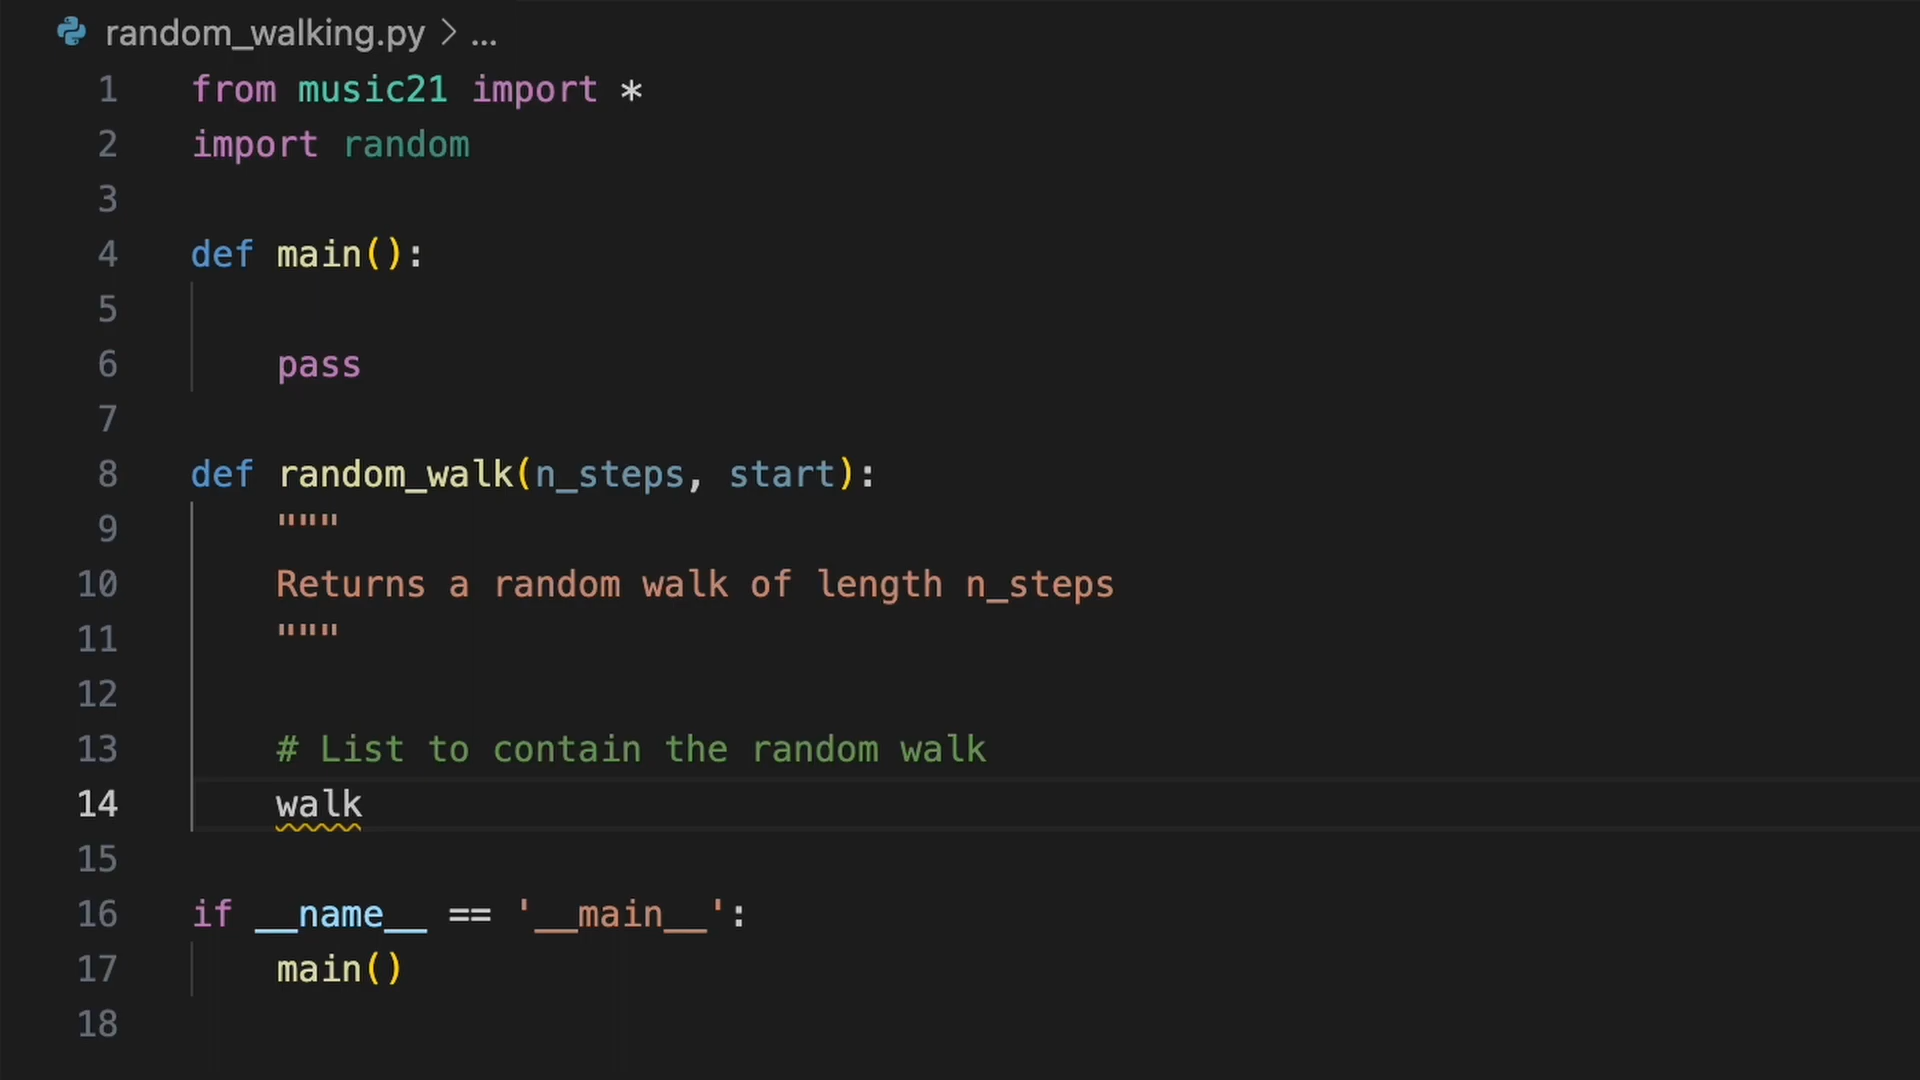 random_walking.py > ...
1 from music21 import *
2 import random
3
4 def main():
5
6     pass
7
8 def random_walk(n_steps, start):
9     """
10     Returns a random walk of length n_steps
11     """
12
13     # List to contain the random walk
14     walk
15
16 if __name__ == '__main__':
17     main()
18